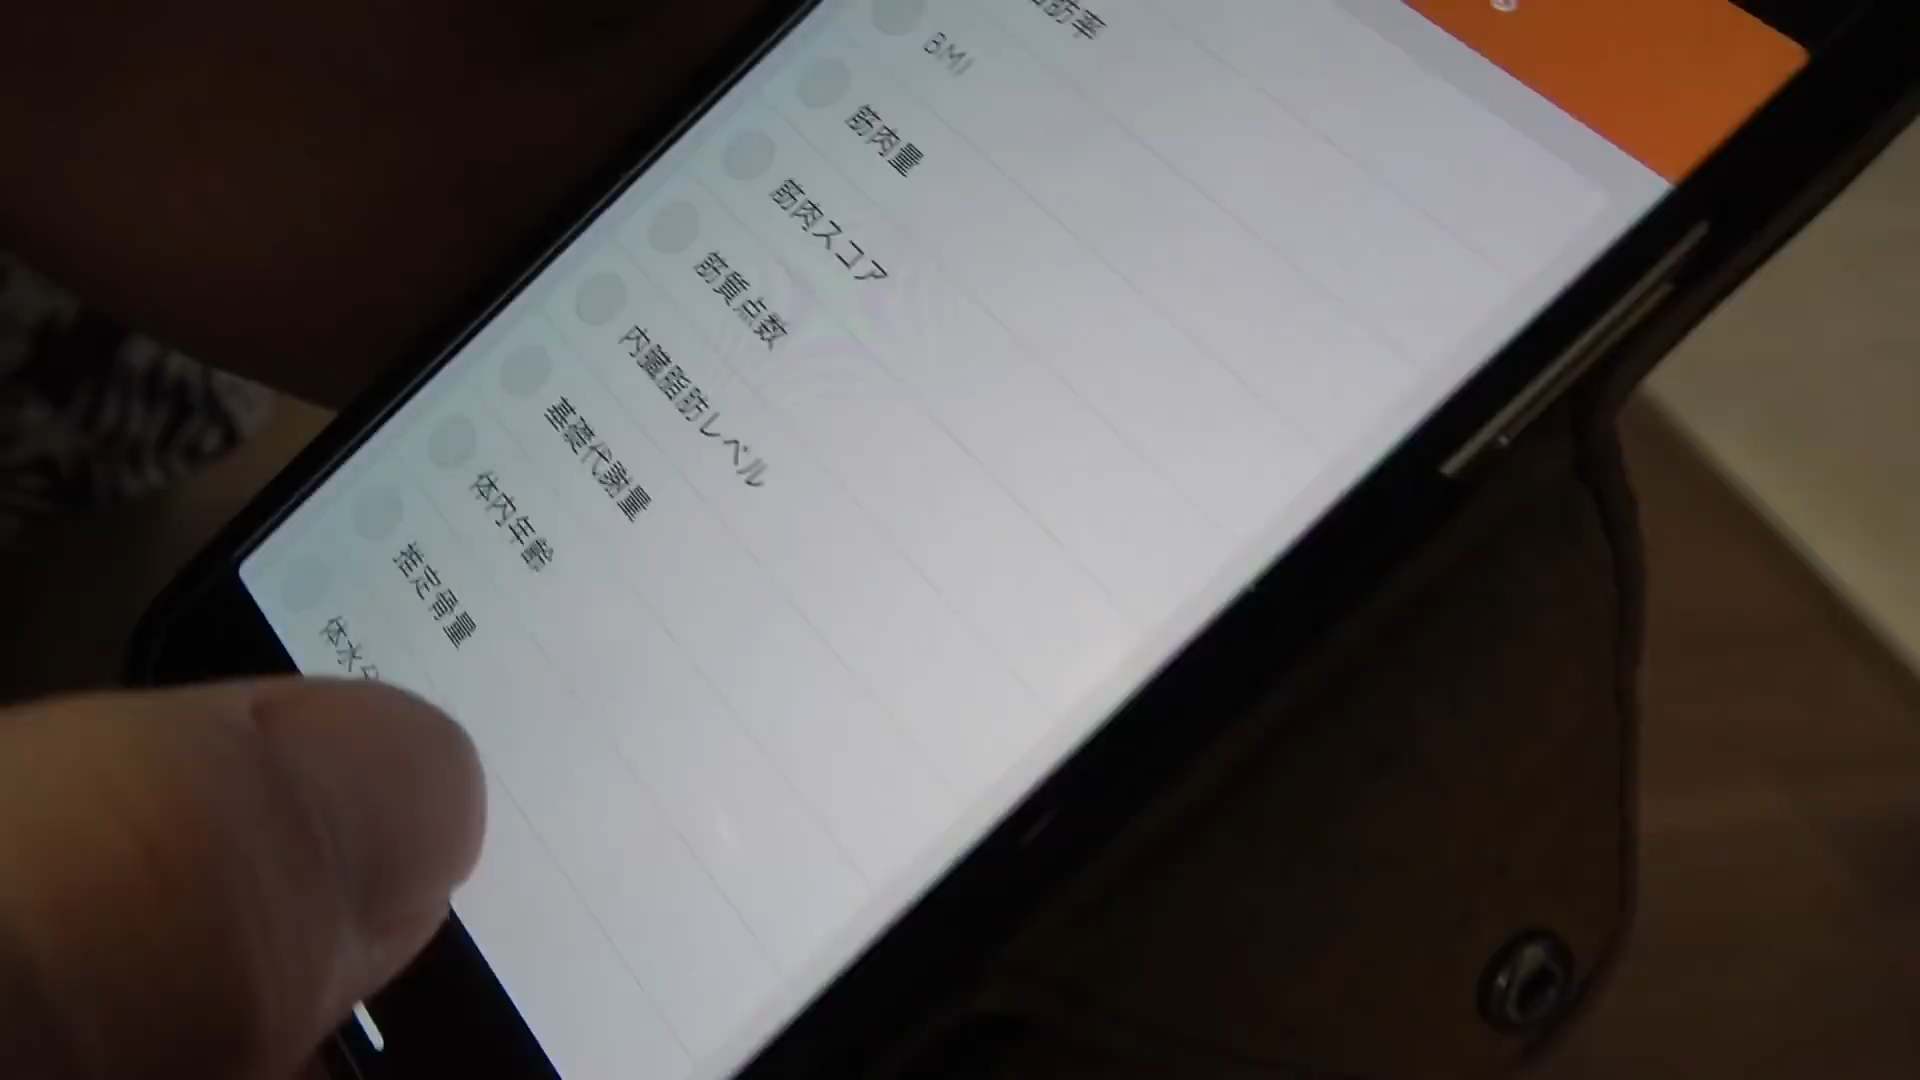 脂肪率
BMI
筋肉量
筋肉スコア
筋質点数
内臓脂肪レベル
基礎代謝量
体内年齢
推定骨量
体水分